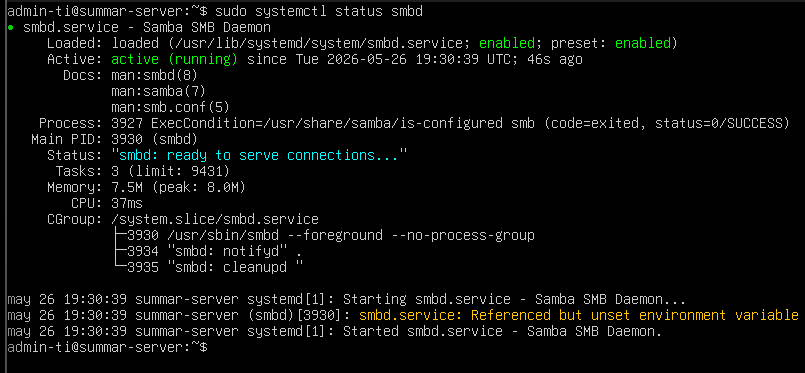 admin-ti@summar-server:~$ sudo systemctl status smbd
● smbd.service - Samba SMB Daemon
     Loaded: loaded (/usr/lib/systemd/system/smbd.service; enabled; preset: enabled)
     Active: active (running) since Tue 2026-05-26 19:30:39 UTC; 46s ago
       Docs: man:smbd(8)
             man:samba(7)
             man:smb.conf(5)
    Process: 3927 ExecCondition=/usr/share/samba/is-configured smb (code=exited, status=0/SUCCESS)
   Main PID: 3930 (smbd)
     Status: "smbd: ready to serve connections..."
      Tasks: 3 (limit: 9431)
     Memory: 7.5M (peak: 8.0M)
        CPU: 37ms
     CGroup: /system.slice/smbd.service
             ├─3930 /usr/sbin/smbd --foreground --no-process-group
             ├─3934 "smbd: notifyd" .
             └─3935 "smbd: cleanupd "
may 26 19:30:39 summar-server systemd[1]: Starting smbd.service - Samba SMB Daemon...
may 26 19:30:39 summar-server (smbd)[3930]: smbd.service: Referenced but unset environment variable
may 26 19:30:39 summar-server systemd[1]: Started smbd.service - Samba SMB Daemon.
admin-ti@summar-server:~$